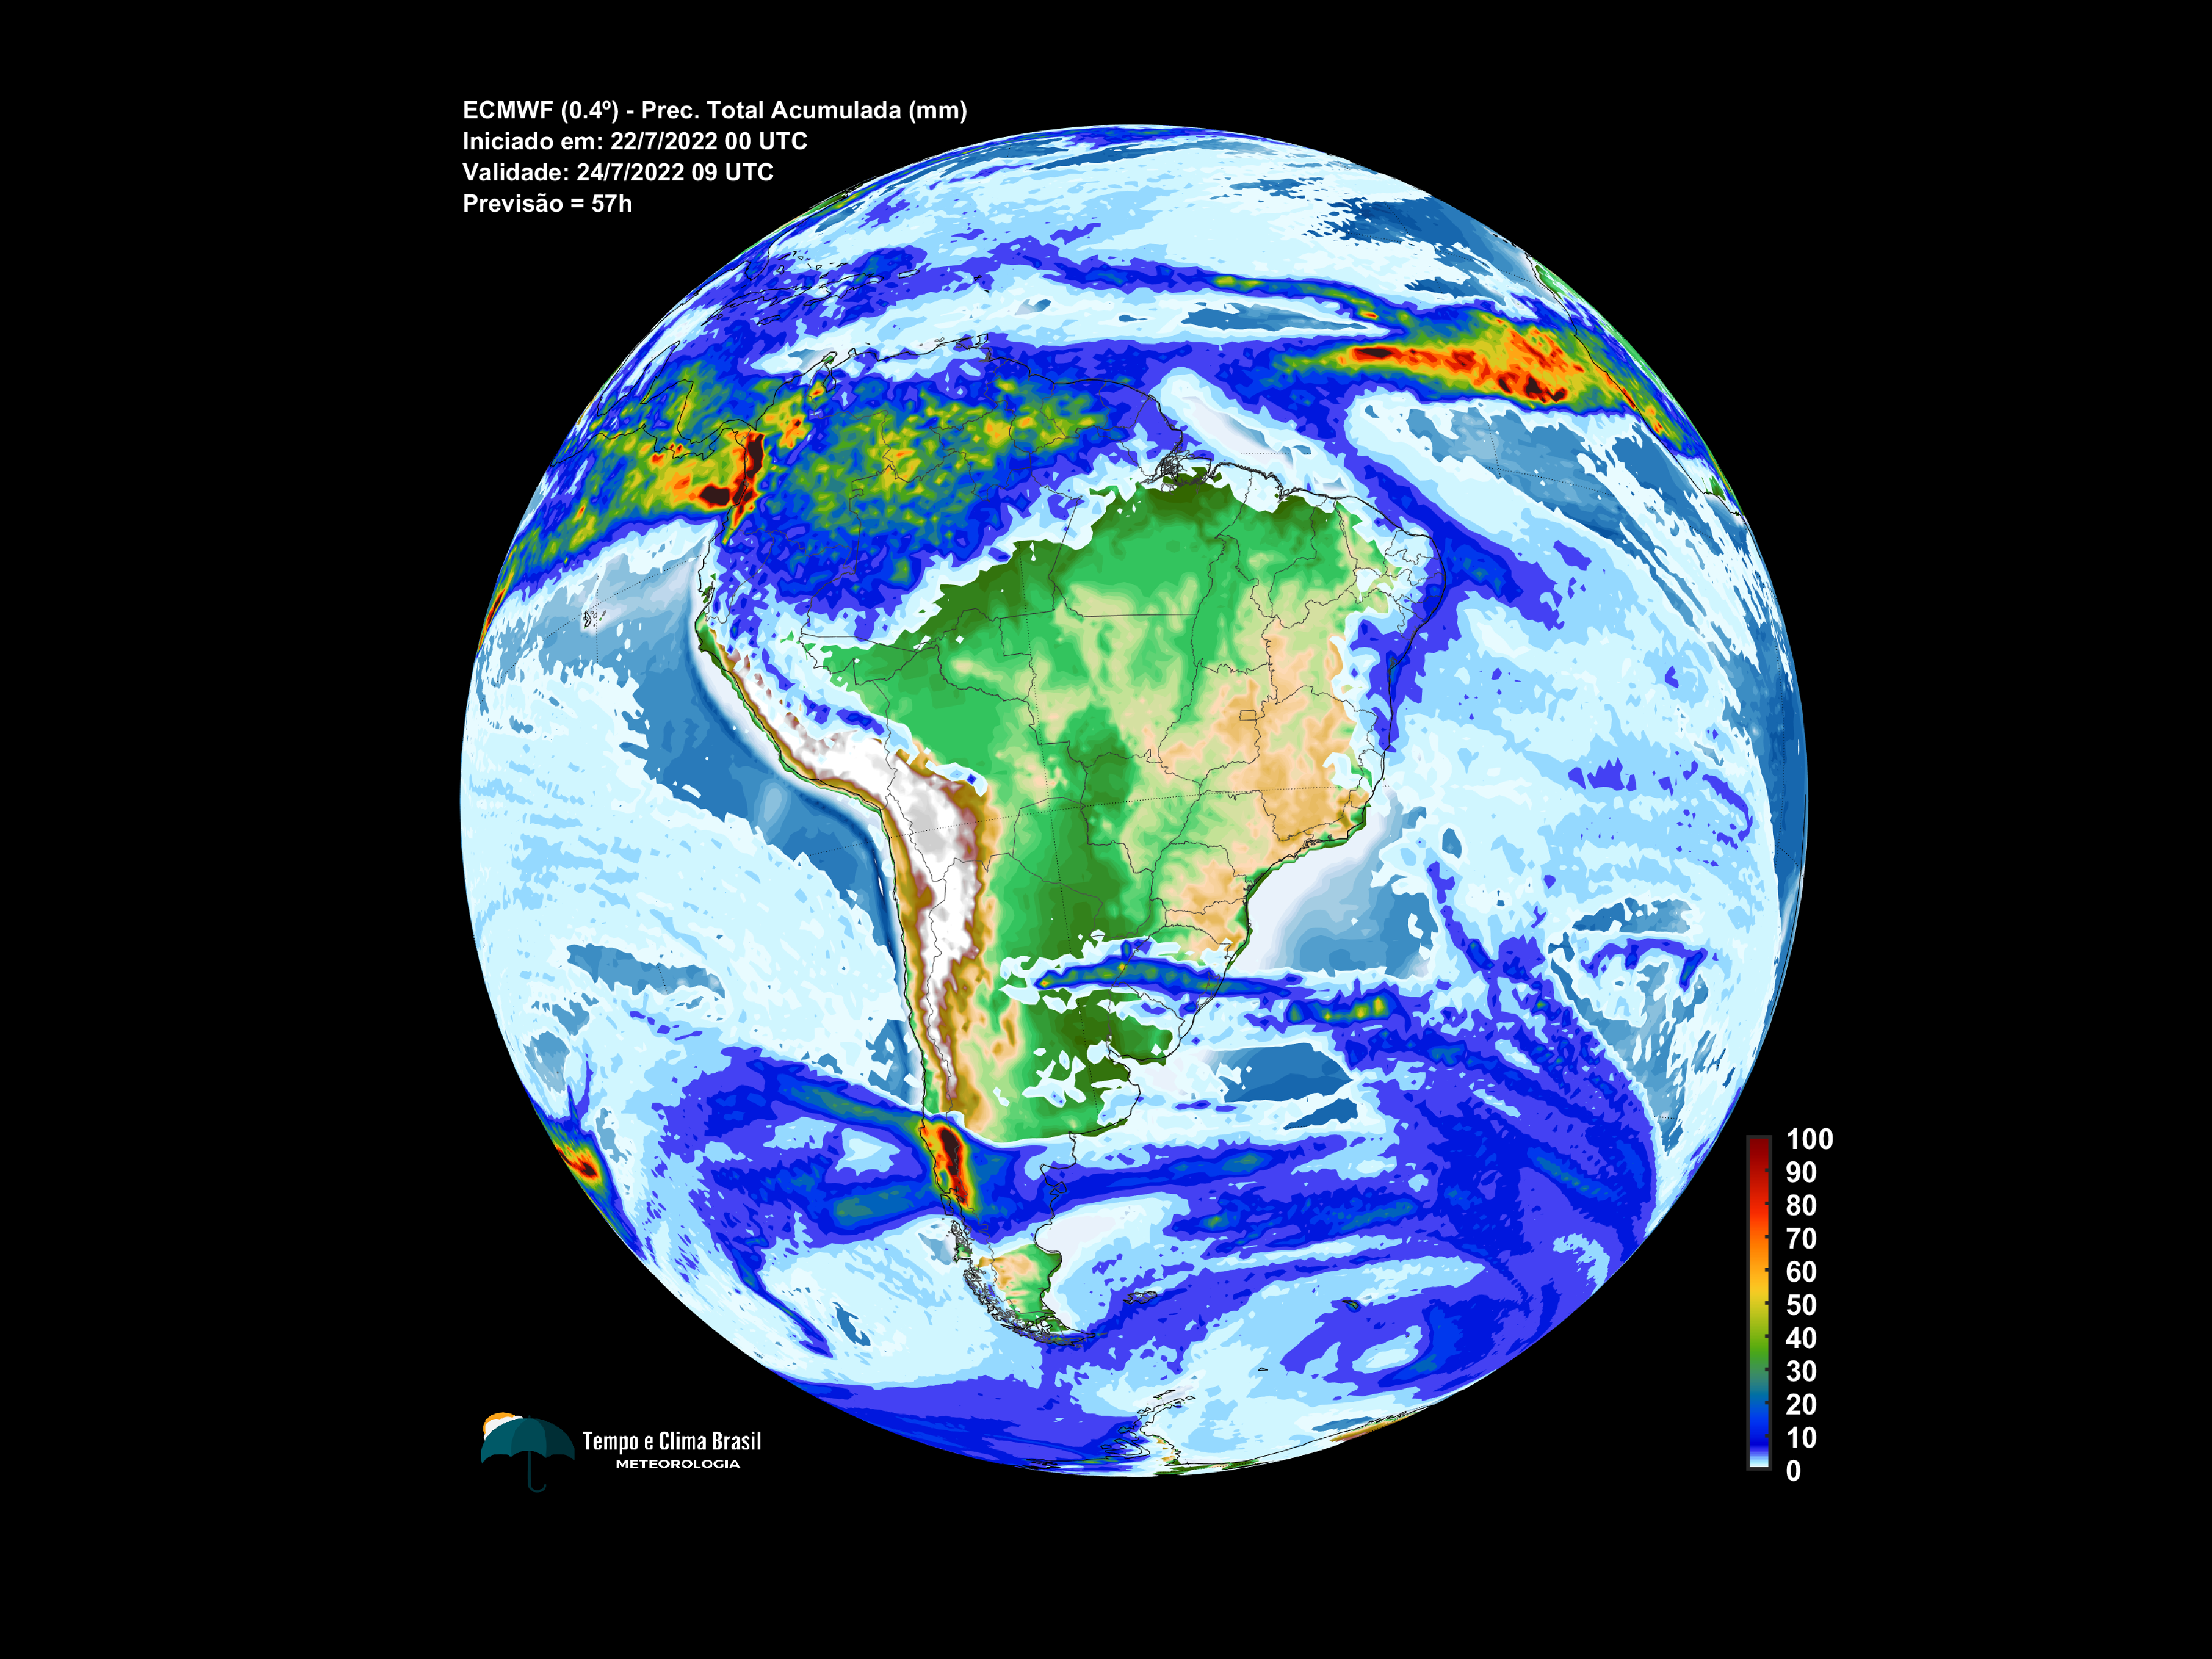 ECMWF (0.4º) - Prec. Total Acumulada (mm)
Iniciado em: 22/7/2022 00 UTC
Validade: 24/7/2022 09 UTC
Previsão = 57h
100
90
80
70
60
50
40
30
20
10
0
Tempo e Clima Brasil
METEOROLOGIA